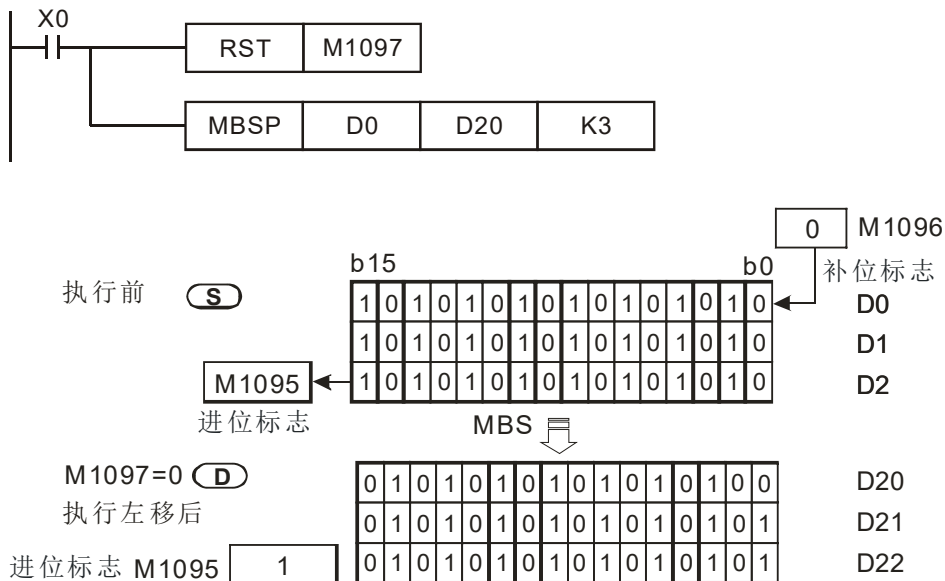 X0
RST M1097
MBSP D0 D20 K3
0 M1096
b15 b0 补位标志
执行前 S 1 0 1 0 1 0 1 0 1 0 1 0 1 0 1 0 D0
1 0 1 0 1 0 1 0 1 0 1 0 1 0 1 0 D1
M1095 1 0 1 0 1 0 1 0 1 0 1 0 1 0 1 0 D2
进位标志
MBS
M1097=0 D 0 1 0 1 0 1 0 1 0 1 0 1 0 1 0 0 D20
执行左移后 0 1 0 1 0 1 0 1 0 1 0 1 0 1 0 1 D21
进位标志 M1095 1 0 1 0 1 0 1 0 1 0 1 0 1 0 1 0 1 D22